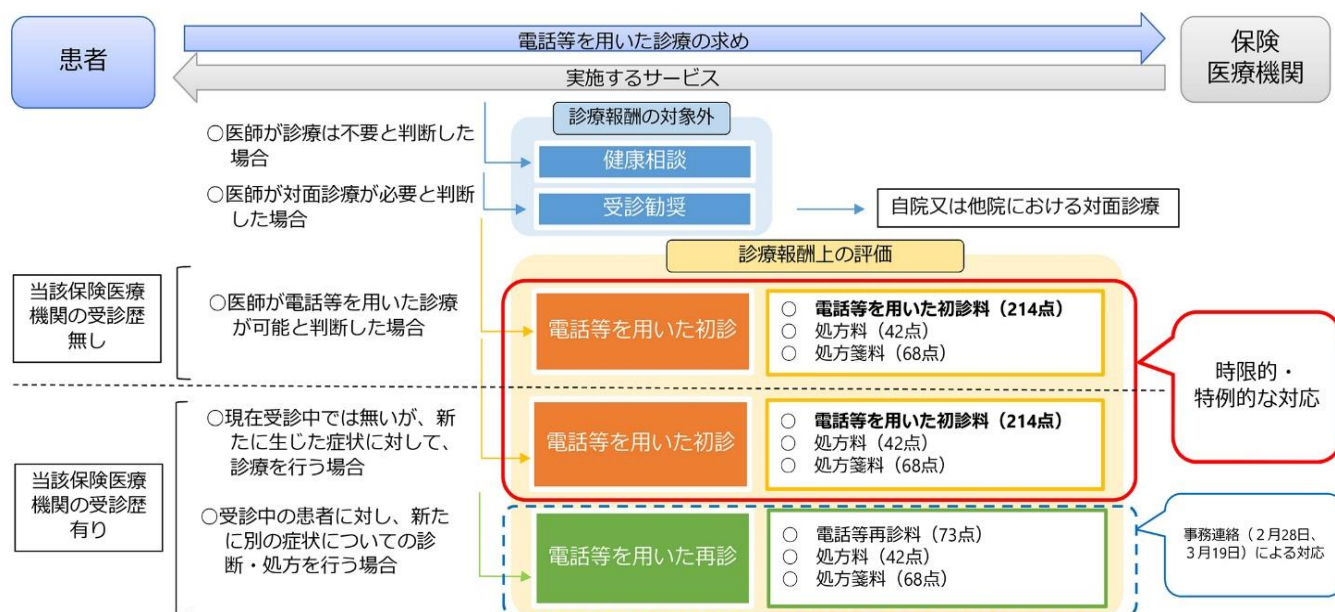 患者
電話等を用いた診療の求め
実施するサービス
保険
医療機関
診療報酬の対象外
○医師が診療は不要と判断した
場合
健康相談
○医師が対面診療が必要と判断
した場合
受診勧奨
自院又は他院における対面診療
診療報酬上の評価
当該保険医療
機関の受診歴
無し
○医師が電話等を用いた診療
が可能と判断した場合
電話等を用いた初診
○ 電話等を用いた初診料（214点）
○ 処方料（42点）
○ 処方箋料（68点）
時限的・
特例的な対応
当該保険医療
機関の受診歴
有り
○現在受診中では無いが、新
たに生じた症状に対して、
診療を行う場合
電話等を用いた初診
○ 電話等を用いた初診料（214点）
○ 処方料（42点）
○ 処方箋料（68点）
○受診中の患者に対し、新た
に別の症状についての診
断・処方を行う場合
電話等を用いた再診
○ 電話等再診料（73点）
○ 処方料（42点）
○ 処方箋料（68点）
事務連絡（２月28日、
３月19日）による対応